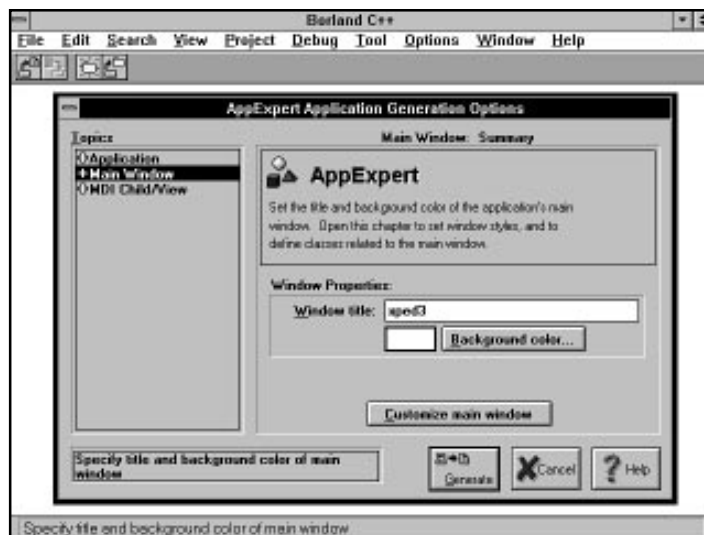 Borland C++
File Edit Search View Project Debug Tool Options Window Help
AppExpert Application Generation Options
Topics
Application
Main Window
MDI Child/View
Main Window: Summary
AppExpert
Set the title and background color of the application's main
window. Open this chapter to set window styles, and to
define classes related to the main window.
Window Properties:
Window title: xped3
Background color...
Customize main window
Specify title and background color of main
window
Generate
Cancel
Help
Specify title and background color of main window